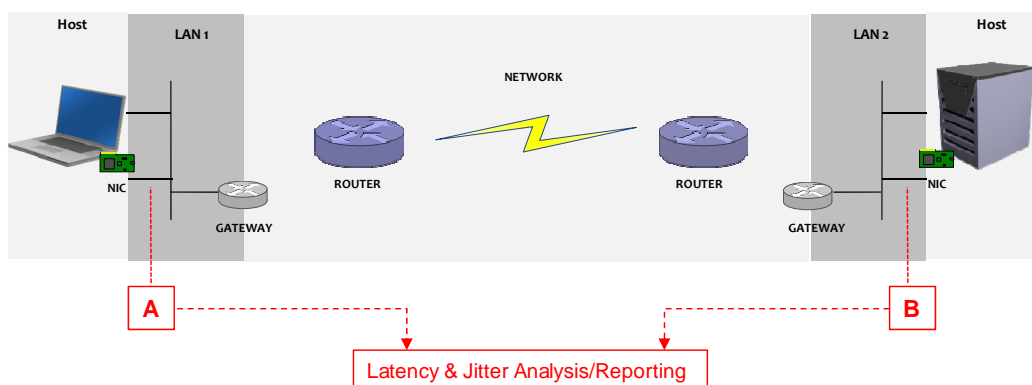 Host
LAN 1
NETWORK
LAN 2
Host
ROUTER
ROUTER
NIC
NIC
GATEWAY
GATEWAY
A
B
Latency & Jitter Analysis/Reporting